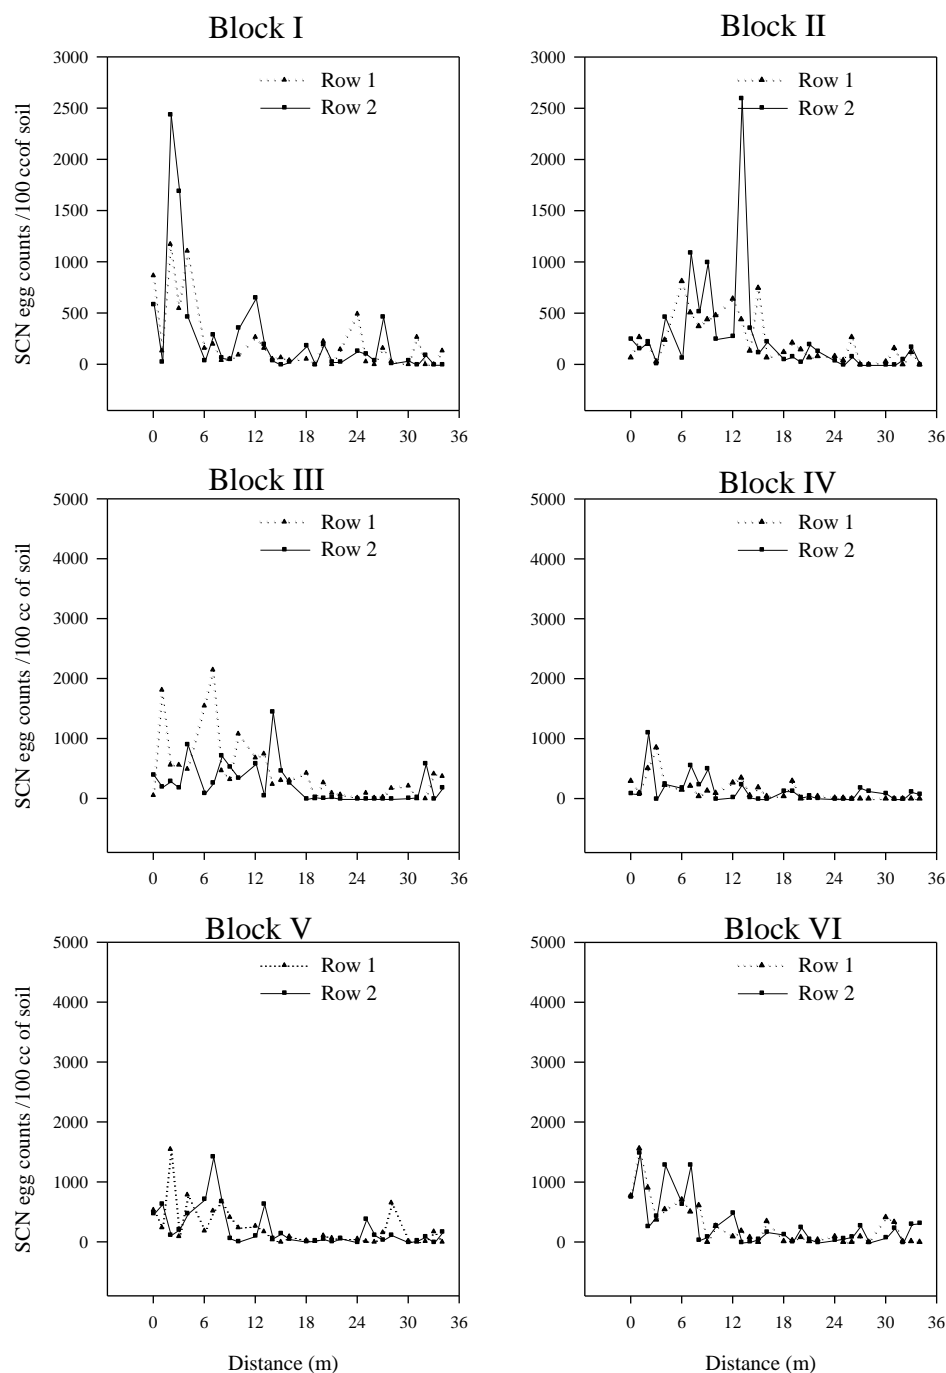 Block I
3000
2500
2000
1500
1000
500
0
SCN egg counts /100 ccof soil
Row 1
Row 2
0 6 12 18 24 30 36
Block II
3000
2500
2000
1500
1000
500
0
Row 1
Row 2
0 6 12 18 24 30 36
Block III
5000
4000
3000
2000
1000
0
SCN egg counts /100 cc of soil
Row 1
Row 2
0 6 12 18 24 30 36
Block IV
5000
4000
3000
2000
1000
0
Row 1
Row 2
0 6 12 18 24 30 36
Block V
5000
4000
3000
2000
1000
0
SCN egg counts /100 cc of soil
Row 1
Row 2
0 6 12 18 24 30 36
Distance (m)
Block VI
5000
4000
3000
2000
1000
0
Row 1
Row 2
0 6 12 18 24 30 36
Distance (m)